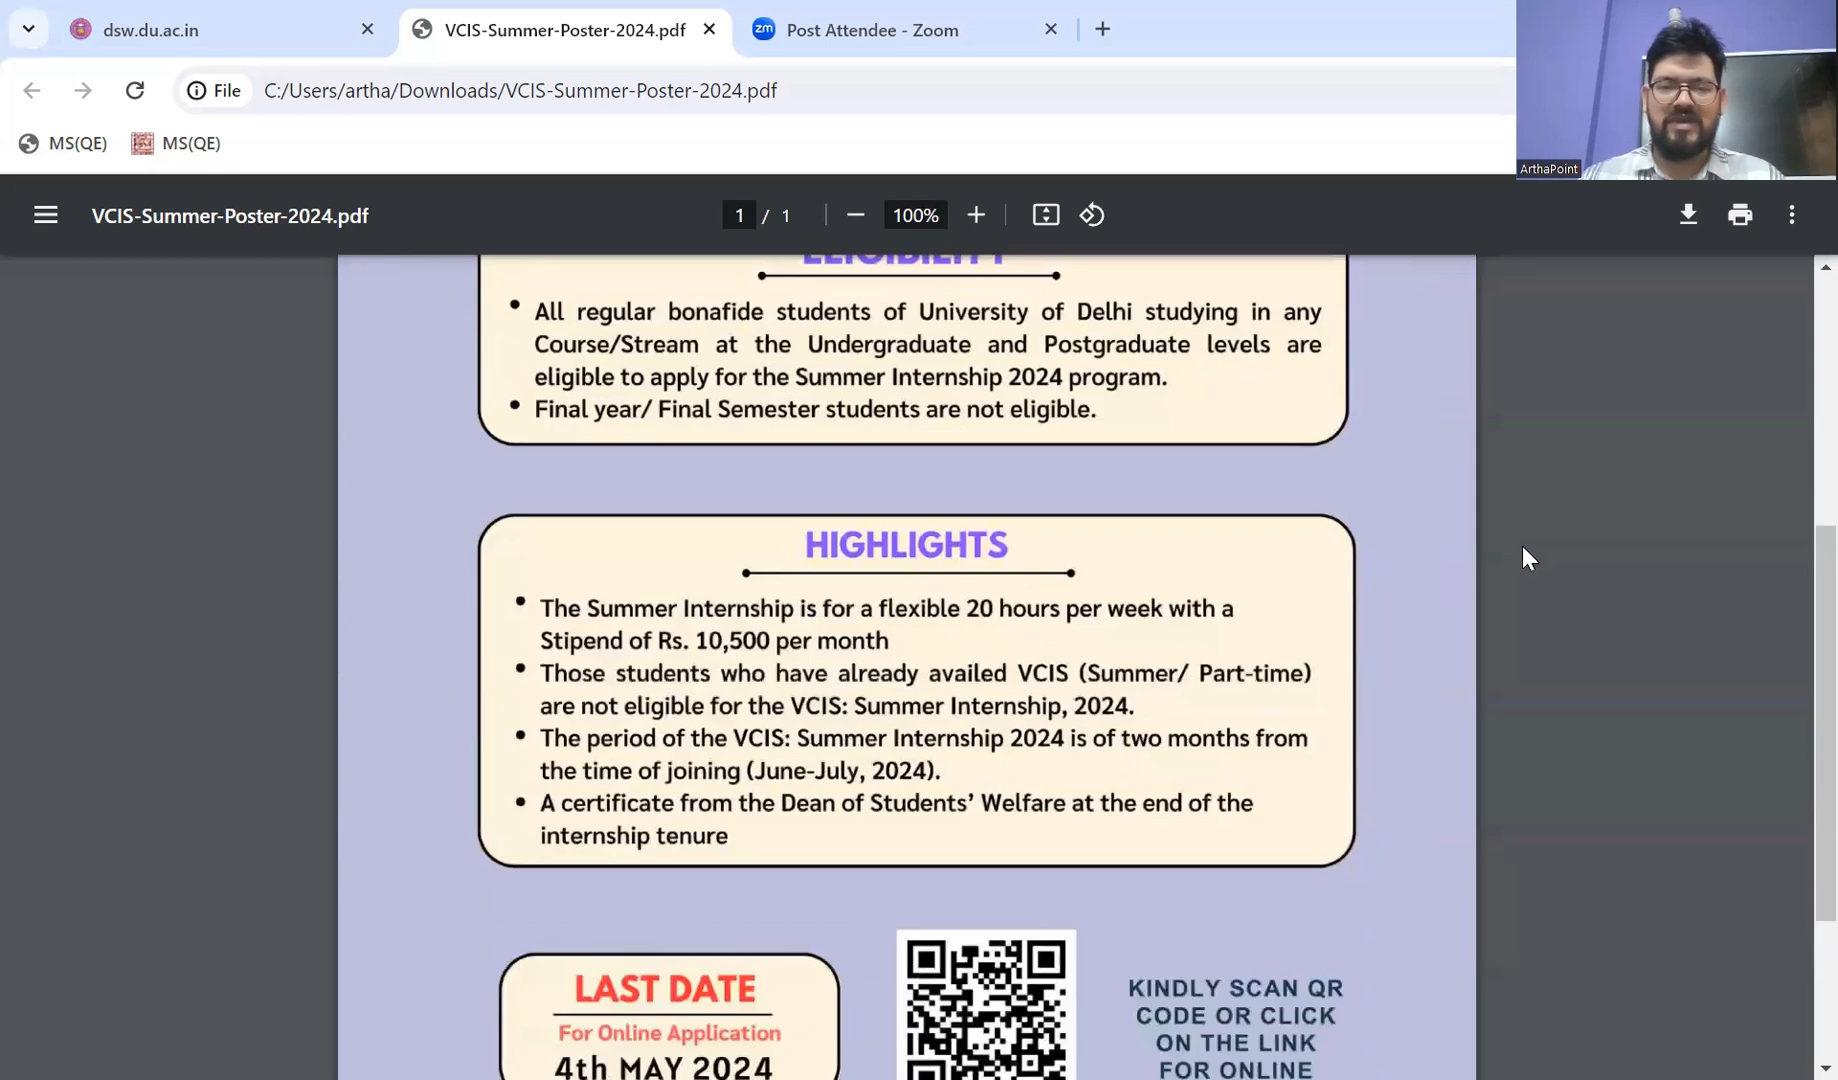 dsw.du.ac.in
VCIS-Summer-Poster-2024.pdf
zm Post Attendee - Zoom
File C:/Users/artha/Downloads/VCIS-Summer-Poster-2024.pdf
MS(QE) MS(QE)
ArthaPoint
VCIS-Summer-Poster-2024.pdf 1 / 1 100%
ELIGIBILITY
• All regular bonafide students of University of Delhi studying in any
Course/Stream at the Undergraduate and Postgraduate levels are
eligible to apply for the Summer Internship 2024 program.
• Final year/ Final Semester students are not eligible.
HIGHLIGHTS
• The Summer Internship is for a flexible 20 hours per week with a
Stipend of Rs. 10,500 per month
• Those students who have already availed VCIS (Summer/ Part-time)
are not eligible for the VCIS: Summer Internship, 2024.
• The period of the VCIS: Summer Internship 2024 is of two months from
the time of joining (June-July, 2024).
• A certificate from the Dean of Students’ Welfare at the end of the
internship tenure
LAST DATE
For Online Application
4th MAY 2024
KINDLY SCAN QR
CODE OR CLICK
ON THE LINK
FOR ONLINE